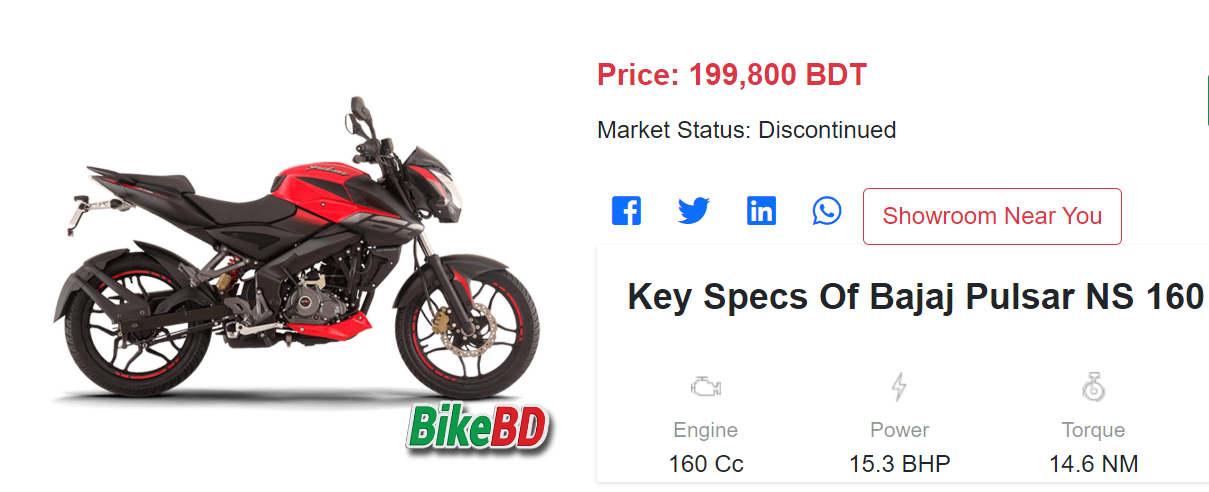 Price: 199,800 BDT
Market Status: Discontinued
Showroom Near You
Key Specs Of Bajaj Pulsar NS 160
Engine
Power
Torque
160 Cc
15.3 BHP
14.6 NM
Pulsar
BikeBD